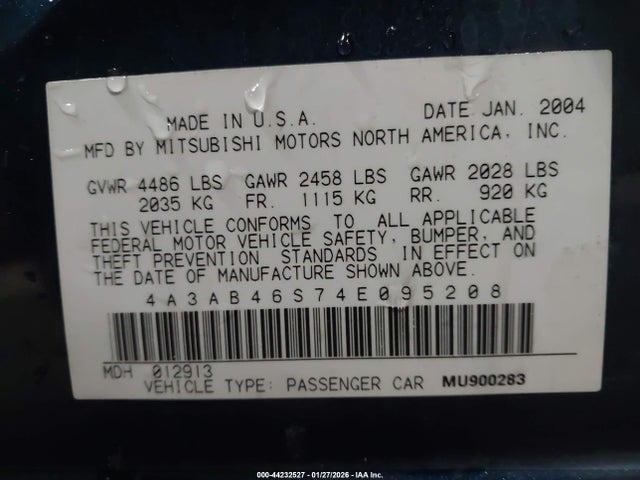 MADE IN U.S.A. DATE JAN. 2004
MFD BY MITSUBISHI MOTORS NORTH AMERICA, INC.
GVWR 4486 LBS GAWR 2458 LBS GAWR 2028 LBS
2035 KG FR. 1115 KG RR. 920 KG
THIS VEHICLE CONFORMS TO ALL APPLICABLE
FEDERAL MOTOR VEHICLE SAFETY, BUMPER, AND
THEFT PREVENTION STANDARDS IN EFFECT ON
THE DATE OF MANUFACTURE SHOWN ABOVE.
4A3AB46S74E095208
MDH 012913
VEHICLE TYPE: PASSENGER CAR MU900283
000-44232527 - 01/27/2026 - IAA Inc.